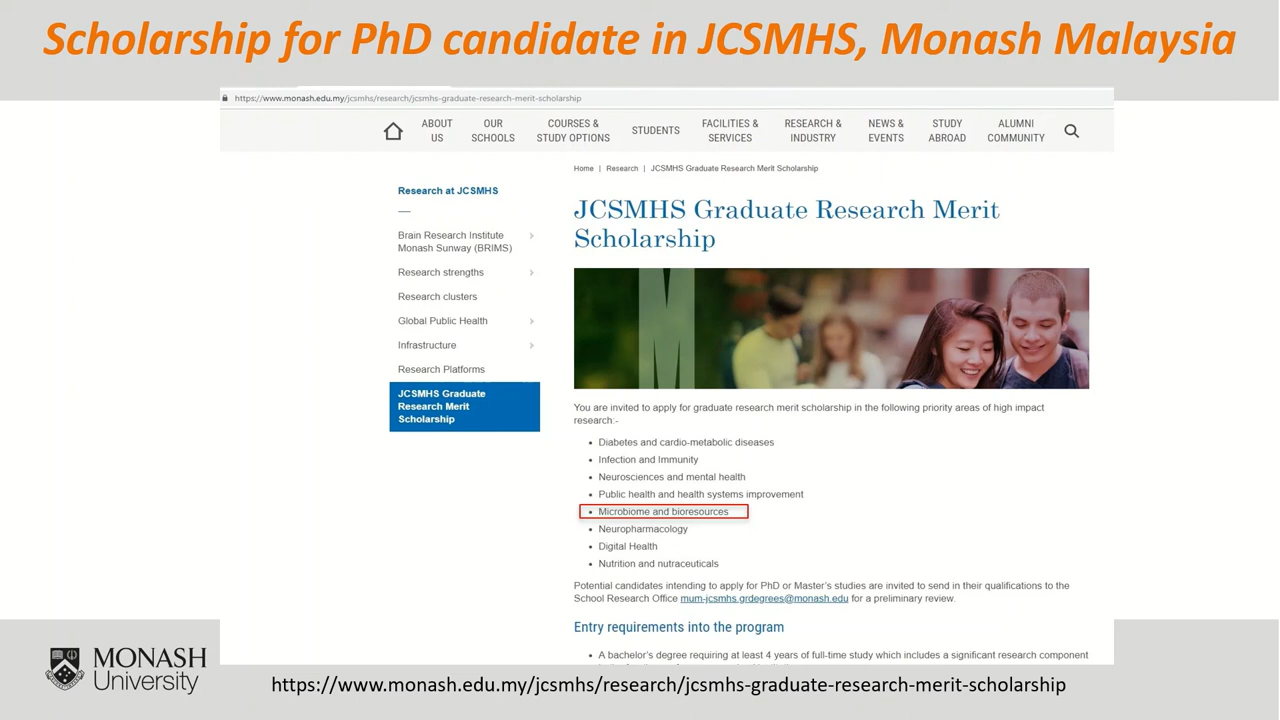 Scholarship for PhD candidate in JCSMHS, Monash Malaysia
https://www.monash.edu.my/jcsmhs/research/jcsmhs-graduate-research-merit-scholarship
ABOUT US
OUR SCHOOLS
COURSES & STUDY OPTIONS
STUDENTS
FACILITIES & SERVICES
RESEARCH & INDUSTRY
NEWS & EVENTS
STUDY ABROAD
ALUMNI COMMUNITY
Home | Research | JCSMHS Graduate Research Merit Scholarship
Research at JCSMHS
—
Brain Research Institute
Monash Sunway (BRIMS)
Research strengths
Research clusters
Global Public Health
Infrastructure
Research Platforms
JCSMHS Graduate
Research Merit
Scholarship
JCSMHS Graduate Research Merit
Scholarship
M
You are invited to apply for graduate research merit scholarship in the following priority areas of high impact
research:-
• Diabetes and cardio-metabolic diseases
• Infection and Immunity
• Neurosciences and mental health
• Public health and health systems improvement
• Microbiome and bioresources
• Neuropharmacology
• Digital Health
• Nutrition and nutraceuticals
Potential candidates intending to apply for PhD or Master's studies are invited to send in their qualifications to the
School Research Office mum-jcsmhs.grdegrees@monash.edu for a preliminary review.
Entry requirements into the program
• A bachelor's degree requiring at least 4 years of full-time study which includes a significant research component
MONASH
University
https://www.monash.edu.my/jcsmhs/research/jcsmhs-graduate-research-merit-scholarship